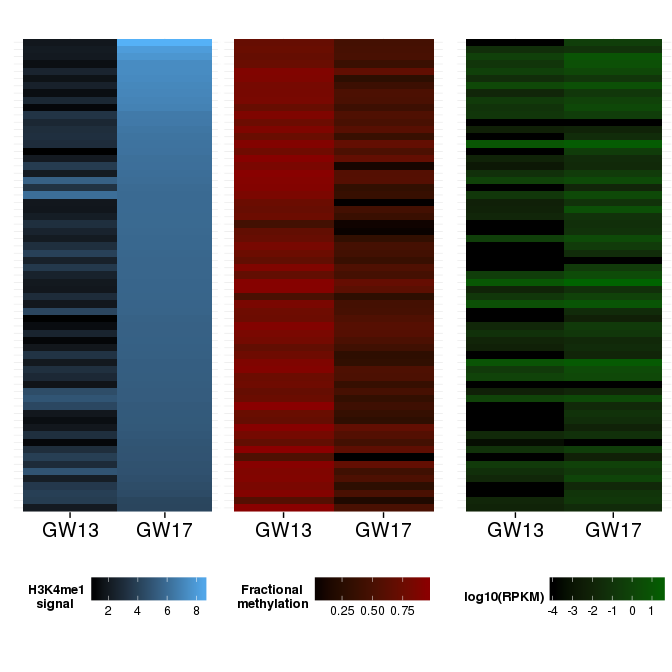 GW13 GW17 GW13 GW17 GW13 GW17
H3K4me1 signal
2 4 6 8
Fractional methylation
0.25 0.50 0.75
log10(RPKM)
-4 -3 -2 -1 0 1